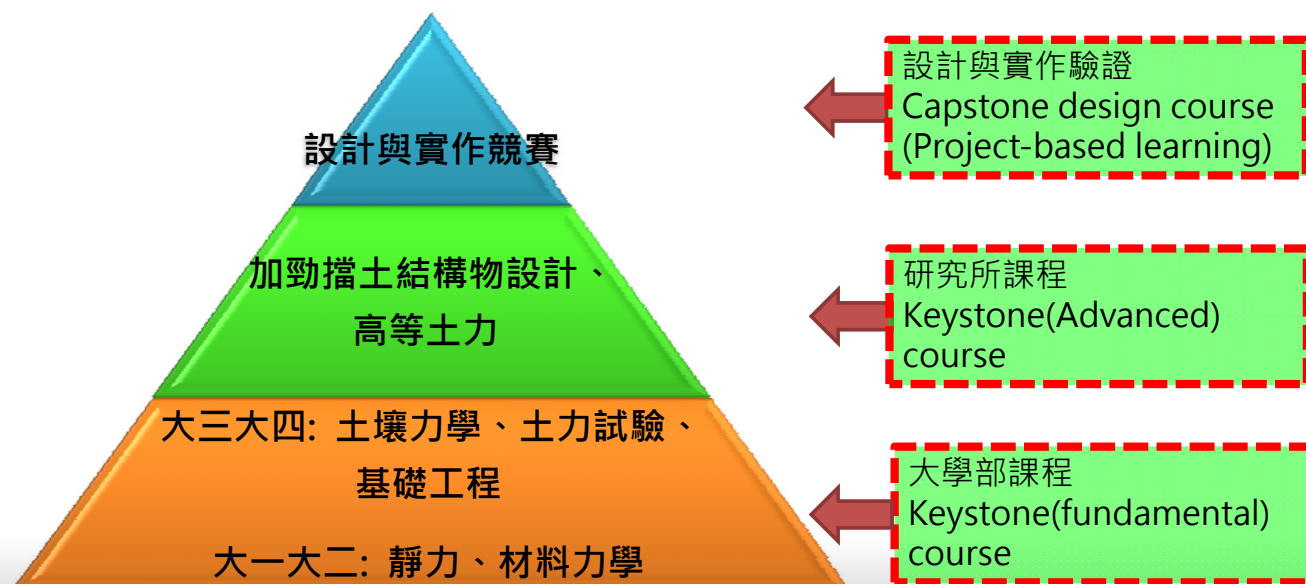 設計與實作競賽
設計與實作驗證
Capstone design course
(Project-based learning)
加勁擋土結構物設計、
高等土力
研究所課程
Keystone(Advanced)
course
大三大四: 土壤力學、土力試驗、
基礎工程
大一大二: 靜力、材料力學
大學部課程
Keystone(fundamental)
course